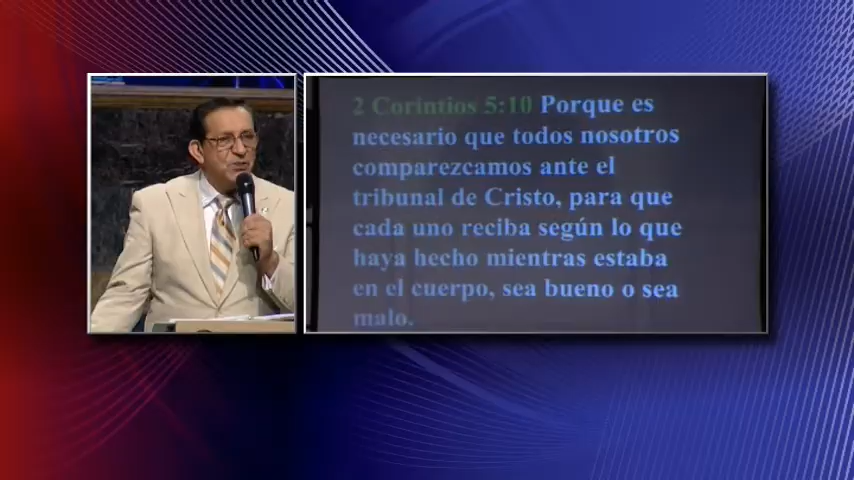 2 Corintios 5:10 Porque es
necesario que todos nosotros
comparezcamos ante el
tribunal de Cristo, para que
cada uno reciba según lo que
haya hecho mientras estaba
en el cuerpo, sea bueno o sea
malo.